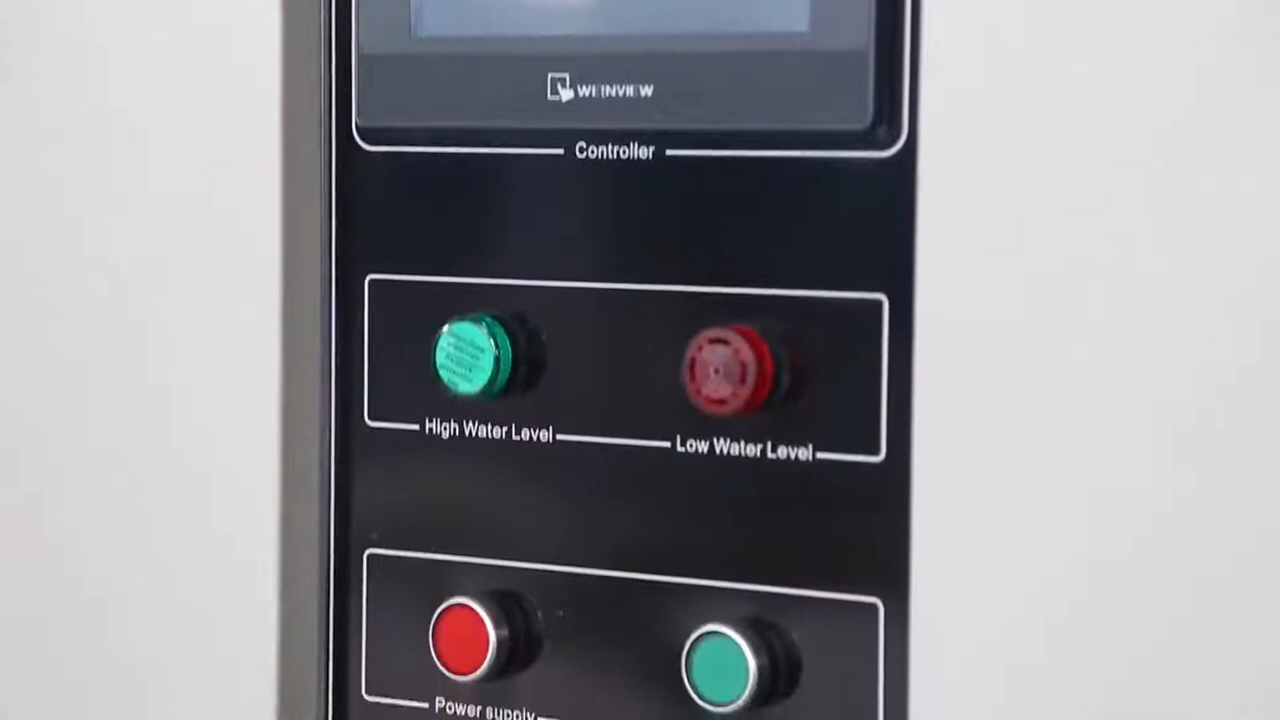 WEINVIEW
Controller
High Water Level
Low Water Level
Power supply